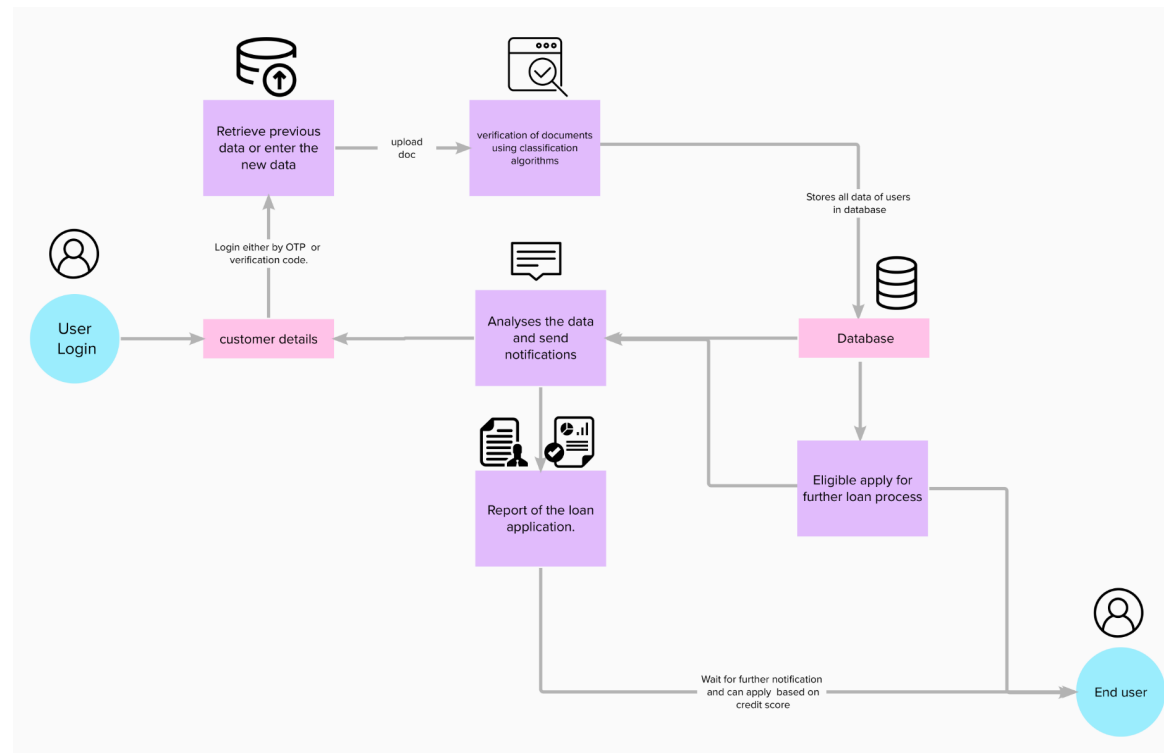 Retrieve previous
data or enter the
new data
upload
doc
verification of documents
using classification
algorithms
Stores all data of users
in database
Login either by OTP or
verification code.
User
Login
customer details
Analyses the data
and send
notifications
Database
Report of the loan
application.
Eligible apply for
further loan process
Wait for further notification
and can apply based on
credit score
End user